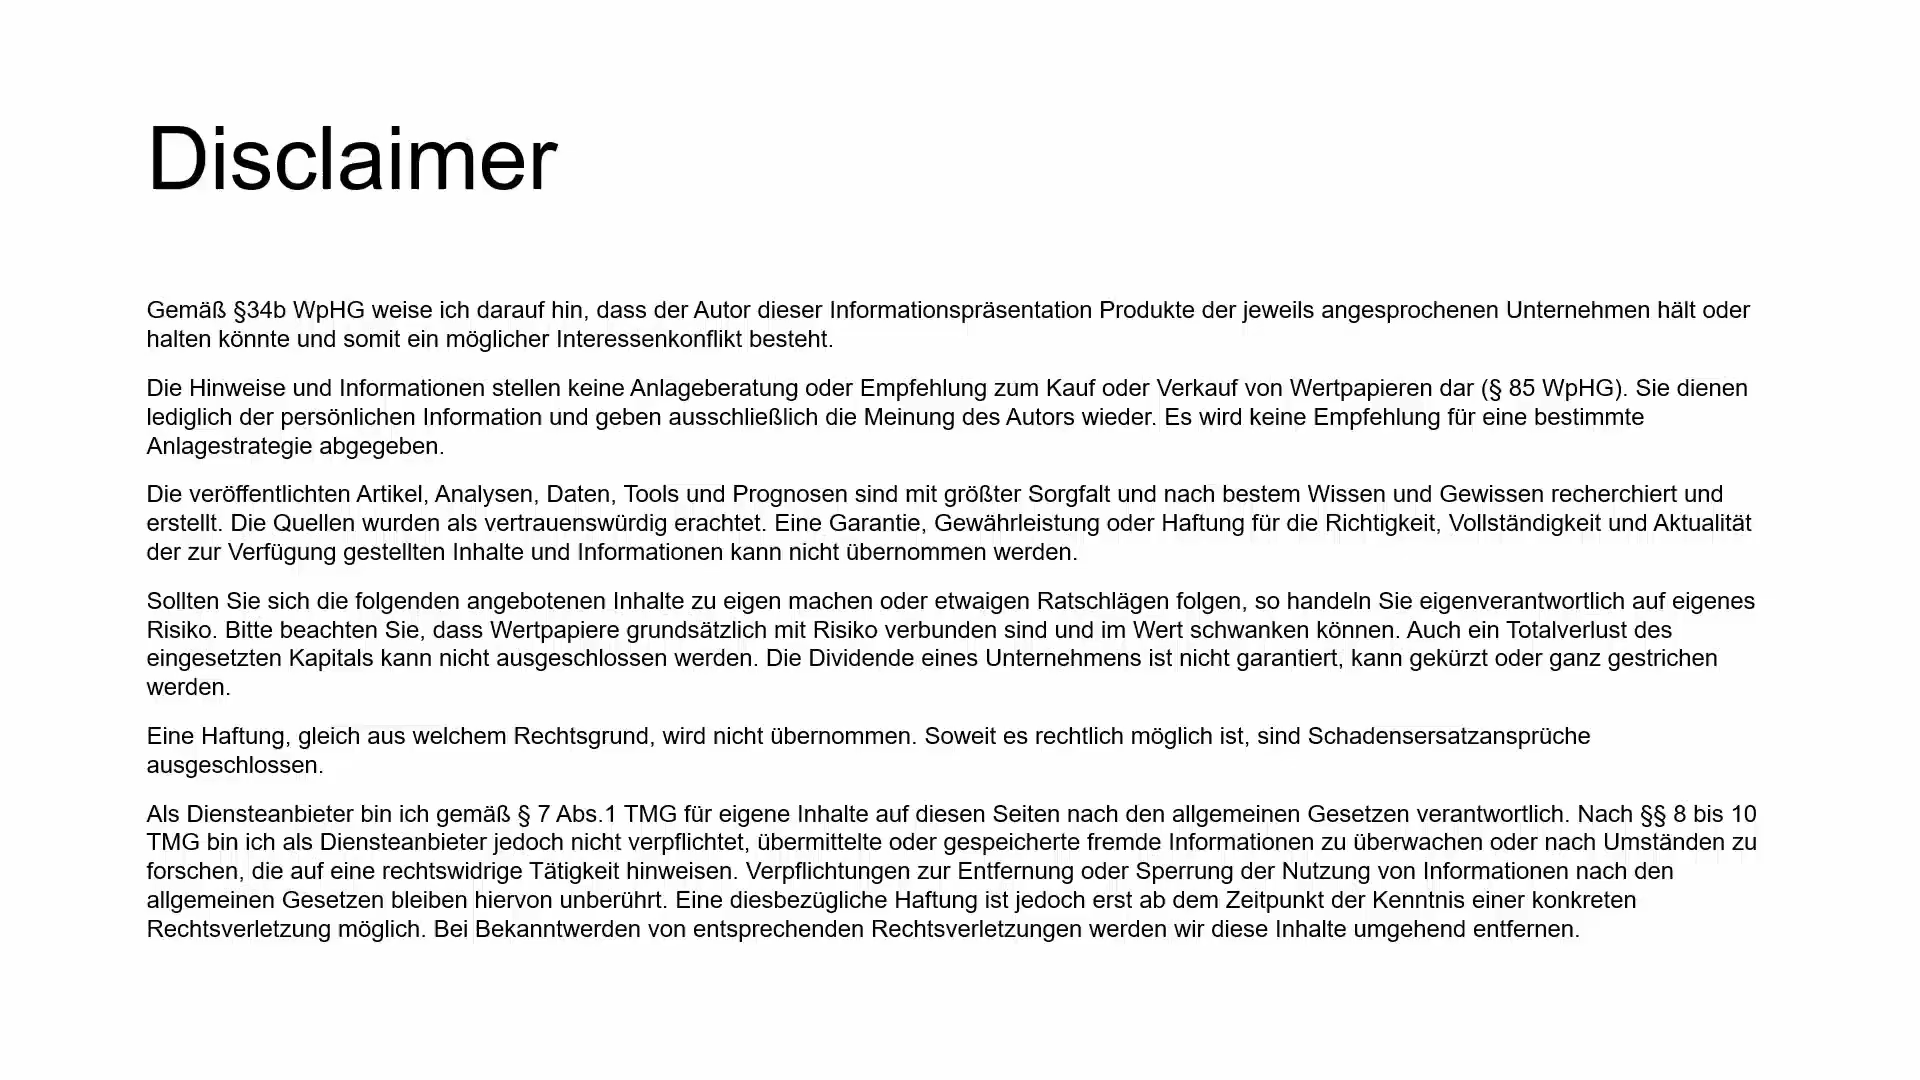 Disclaimer
Gemäß §34b WpHG weise ich darauf hin, dass der Autor dieser Informationspräsentation Produkte der jeweils angesprochenen Unternehmen hält oder
halten könnte und somit ein möglicher Interessenkonflikt besteht.
Die Hinweise und Informationen stellen keine Anlageberatung oder Empfehlung zum Kauf oder Verkauf von Wertpapieren dar (§ 85 WpHG). Sie dienen
lediglich der persönlichen Information und geben ausschließlich die Meinung des Autors wieder. Es wird keine Empfehlung für eine bestimmte
Anlagestrategie abgegeben.
Die veröffentlichten Artikel, Analysen, Daten, Tools und Prognosen sind mit größter Sorgfalt und nach bestem Wissen und Gewissen recherchiert und
erstellt. Die Quellen wurden als vertrauenswürdig erachtet. Eine Garantie, Gewährleistung oder Haftung für die Richtigkeit, Vollständigkeit und Aktualität
der zur Verfügung gestellten Inhalte und Informationen kann nicht übernommen werden.
Sollten Sie sich die folgenden angebotenen Inhalte zu eigen machen oder etwaigen Ratschlägen folgen, so handeln Sie eigenverantwortlich auf eigenes
Risiko. Bitte beachten Sie, dass Wertpapiere grundsätzlich mit Risiko verbunden sind und im Wert schwanken können. Auch ein Totalverlust des
eingesetzten Kapitals kann nicht ausgeschlossen werden. Die Dividende eines Unternehmens ist nicht garantiert, kann gekürzt oder ganz gestrichen
werden.
Eine Haftung, gleich aus welchem Rechtsgrund, wird nicht übernommen. Soweit es rechtlich möglich ist, sind Schadensersatzansprüche
ausgeschlossen.
Als Diensteanbieter bin ich gemäß § 7 Abs.1 TMG für eigene Inhalte auf diesen Seiten nach den allgemeinen Gesetzen verantwortlich. Nach §§ 8 bis 10
TMG bin ich als Diensteanbieter jedoch nicht verpflichtet, übermittelte oder gespeicherte fremde Informationen zu überwachen oder nach Umständen zu
forschen, die auf eine rechtswidrige Tätigkeit hinweisen. Verpflichtungen zur Entfernung oder Sperrung der Nutzung von Informationen nach den
allgemeinen Gesetzen bleiben hiervon unberührt. Eine diesbezügliche Haftung ist jedoch erst ab dem Zeitpunkt der Kenntnis einer konkreten
Rechtsverletzung möglich. Bei Bekanntwerden von entsprechenden Rechtsverletzungen werden wir diese Inhalte umgehend entfernen.